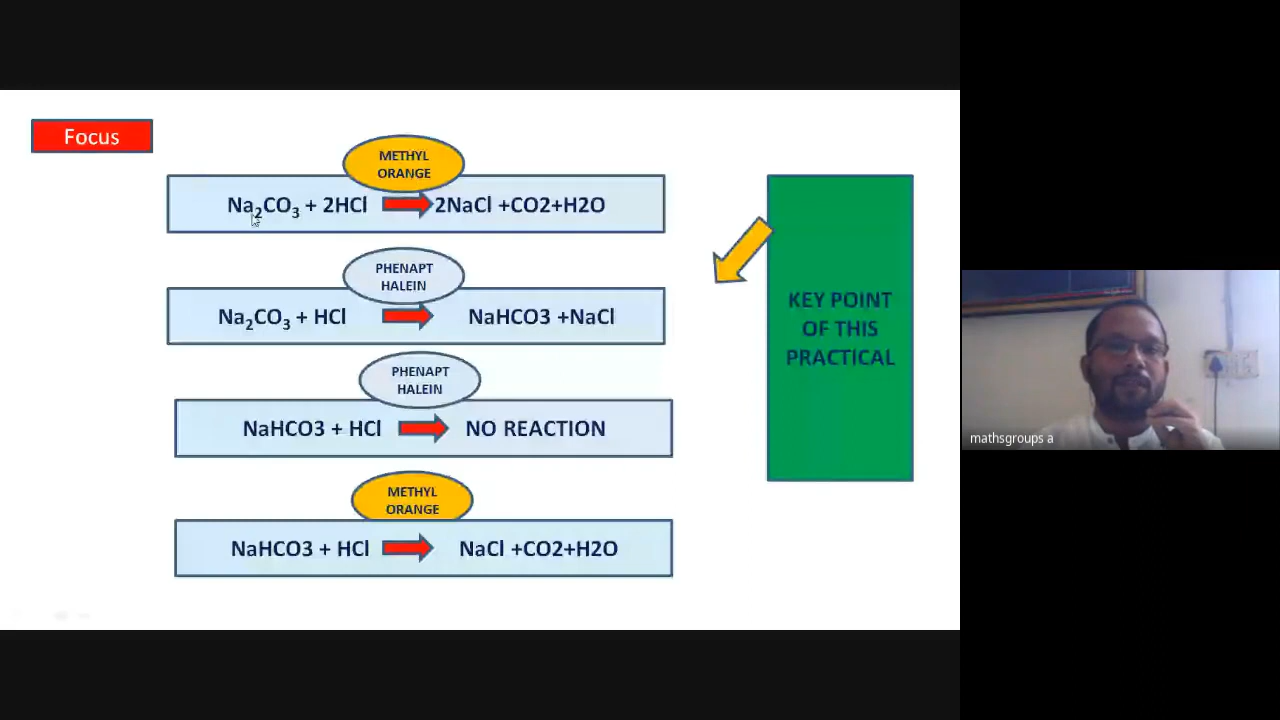 Focus
METHYL
ORANGE
Na₂CO₃ + 2HCl 2NaCl +CO2+H2O
PHENAPT
HALEIN
Na₂CO₃ + HCl NaHCO3 +NaCl
PHENAPT
HALEIN
NaHCO3 + HCl NO REACTION
METHYL
ORANGE
NaHCO3 + HCl NaCl +CO2+H2O
KEY POINT
OF THIS
PRACTICAL
mathsgroups a